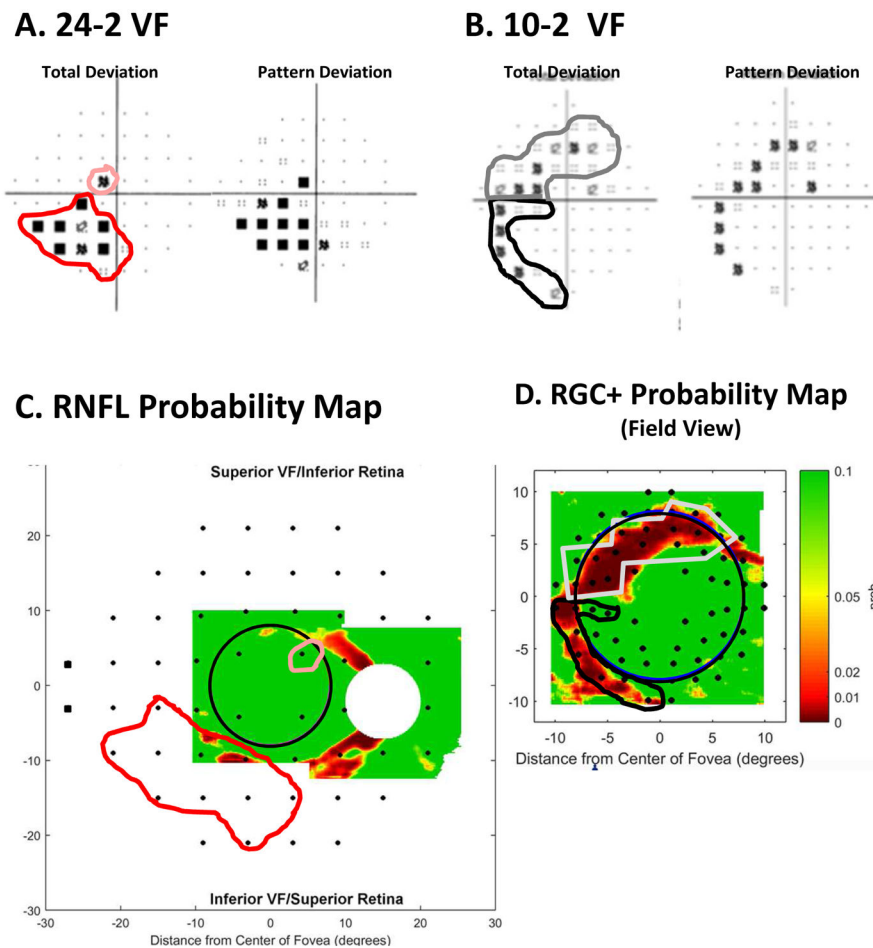 A. 24-2 VF
B. 10-2 VF
Total Deviation
Pattern Deviation
Total Deviation
Pattern Deviation
C. RNFL Probability Map
D. RGC+ Probability Map
(Field View)
Superior VF/Inferior Retina
20
10
0
-10
-20
-30
-30
-20
-10
0
10
20
30
Inferior VF/Superior Retina
Distance from Center of Fovea (degrees)
10
5
0
-5
-10
-10
-5
0
5
10
Distance from Center of Fovea (degrees)
0.1
0.05
0.02
0.01
0
prob